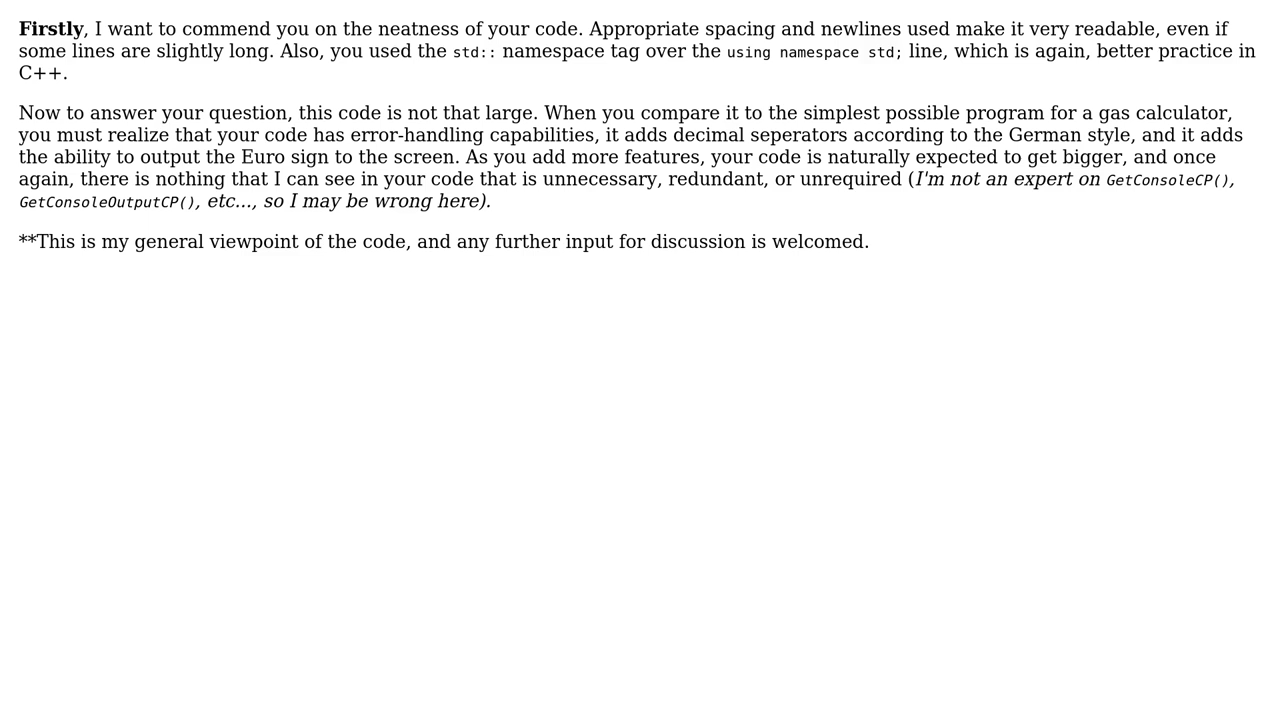 Firstly, I want to commend you on the neatness of your code. Appropriate spacing and newlines used make it very readable, even if
some lines are slightly long. Also, you used the std:: namespace tag over the using namespace std; line, which is again, better practice in
C++.
Now to answer your question, this code is not that large. When you compare it to the simplest possible program for a gas calculator,
you must realize that your code has error-handling capabilities, it adds decimal seperators according to the German style, and it adds
the ability to output the Euro sign to the screen. As you add more features, your code is naturally expected to get bigger, and once
again, there is nothing that I can see in your code that is unnecessary, redundant, or unrequired (I'm not an expert on GetConsoleCP(),
GetConsoleOutputCP(), etc..., so I may be wrong here).
**This is my general viewpoint of the code, and any further input for discussion is welcomed.